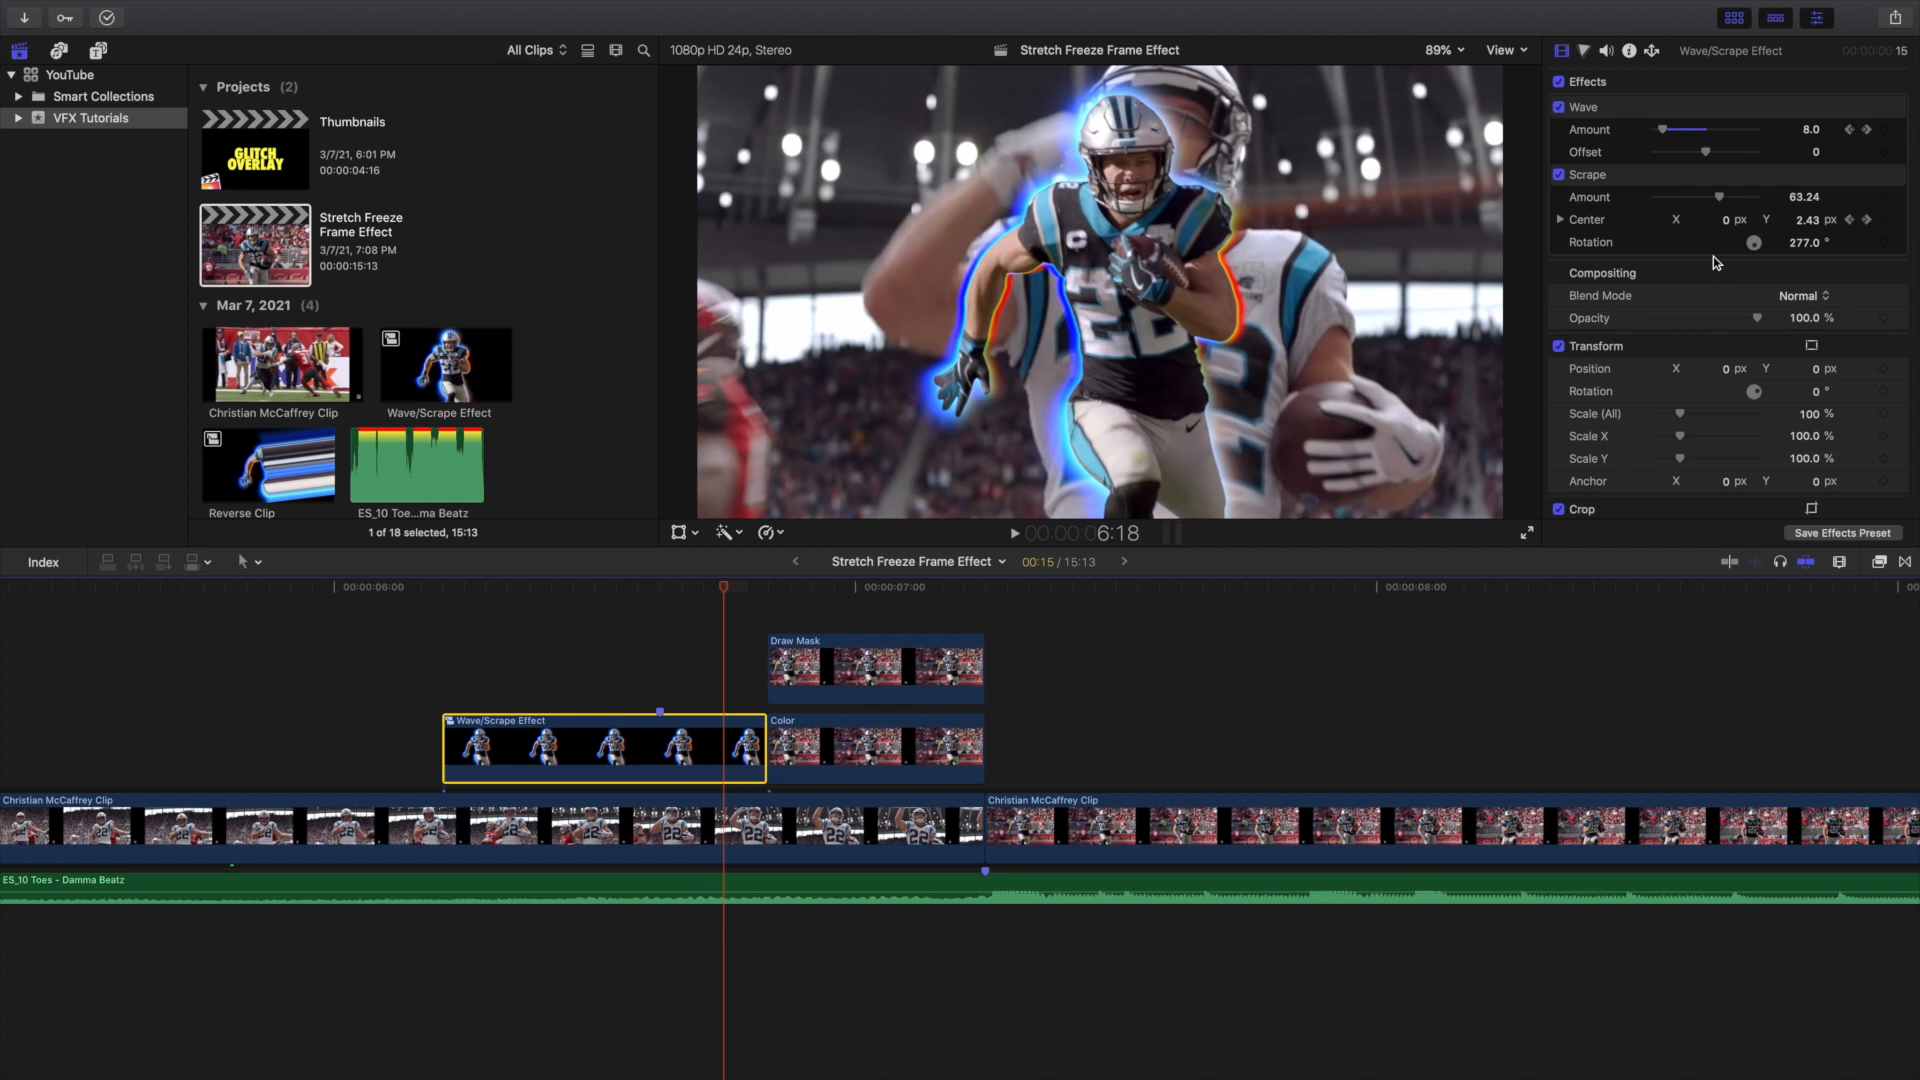 All Clips
1080p HD 24p, Stereo
Stretch Freeze Frame Effect
89%
View
Wave/Scrape Effect
00:00:00:15
YouTube
Smart Collections
VFX Tutorials
Projects (2)
Thumbnails
3/7/21, 6:01 PM
00:00:04:16
GLITCH
OVERLAY
Stretch Freeze
Frame Effect
3/7/21, 7:08 PM
00:00:15:13
Mar 7, 2021 (4)
Christian McCaffrey Clip
Wave/Scrape Effect
Reverse Clip
ES_10 Toe...ma Beatz
1 of 18 selected, 15:13
C
22
00:00:06:18
Effects
Wave
Amount 8.0
Offset 0
Scrape
Amount 63.24
Center X 0 px Y 2.43 px
Rotation 277.0 °
Compositing
Blend Mode Normal
Opacity 100.0 %
Transform
Position X 0 px Y 0 px
Rotation 0 °
Scale (All) 100 %
Scale X 100.0 %
Scale Y 100.0 %
Anchor X 0 px Y 0 px
Crop
Save Effects Preset
Index
Stretch Freeze Frame Effect
00:15 / 15:13
00:00:06:00
00:00:07:00
00:00:08:00
Draw Mask
Wave/Scrape Effect
Color
Christian McCaffrey Clip
Christian McCaffrey Clip
ES_10 Toes - Damma Beatz